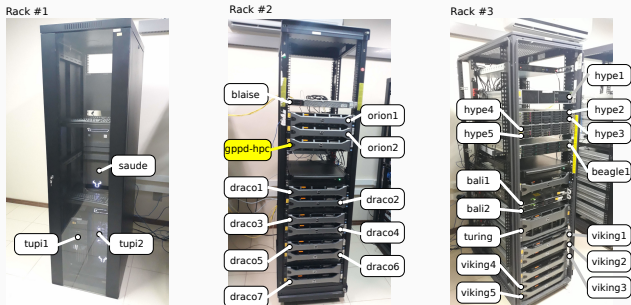 Rack #1
saude
tupi1
tupi2
Rack #2
blaise
orion1
gppd-hpc
orion2
draco1
draco2
draco3
draco4
draco5
draco6
draco7
Rack #3
hype1
hype4
hype2
hype5
hype3
beagle1
bali1
bali2
turing
viking1
viking4
viking2
viking5
viking3